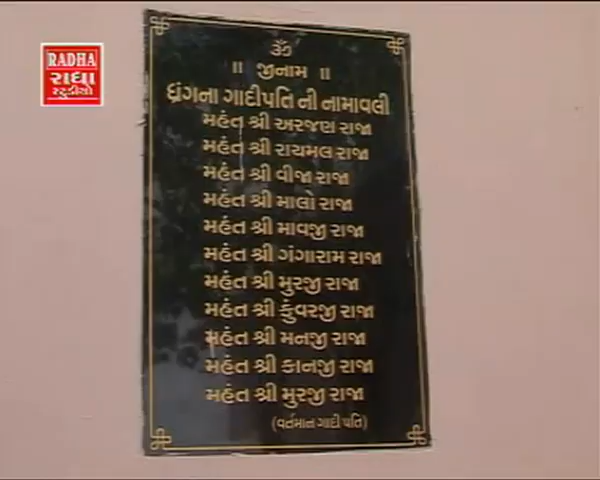 RADHA
રાધા
સ્ટુડીયો
ૐ
॥ જીનામ ॥
ધ્રંગના ગાદીપતિ ની નામાવલી
મહંત શ્રી અરજણ રાજા
મહંત શ્રી રાયમલ રાજા
મહંત શ્રી વીજા રાજા
મહંત શ્રી માલો રાજા
મહંત શ્રી માવજી રાજા
મહંત શ્રી ગંગારામ રાજા
મહંત શ્રી મુરજી રાજા
મહંત શ્રી કુંવરજી રાજા
મહંત શ્રી મનજી રાજા
મહંત શ્રી કાનજી રાજા
મહંત શ્રી મુરજી રાજા
(વર્તમાન ગાદી પતિ)